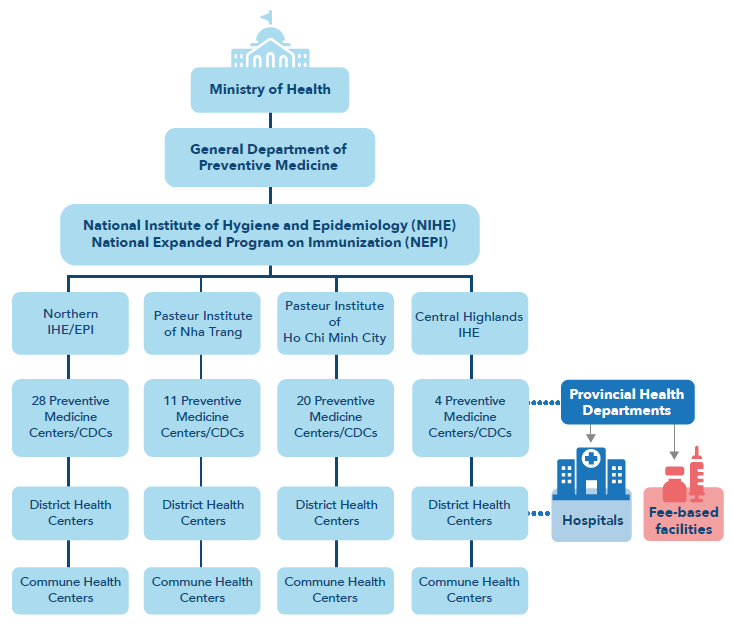 Ministry of Health
General Department of
Preventive Medicine
National Institute of Hygiene and Epidemiology (NIHE)
National Expanded Program on Immunization (NEPI)
Northern
IHE/EPI
Pasteur Institute
of Nha Trang
Pasteur Institute
of
Ho Chi Minh City
Central Highlands
IHE
28 Preventive
Medicine
Centers/CDCs
11 Preventive
Medicine
Centers/CDCs
20 Preventive
Medicine
Centers/CDCs
4 Preventive
Medicine
Centers/CDCs
Provincial Health
Departments
District Health
Centers
District Health
Centers
District Health
Centers
District Health
Centers
Hospitals
Fee-based
facilities
Commune Health
Centers
Commune Health
Centers
Commune Health
Centers
Commune Health
Centers